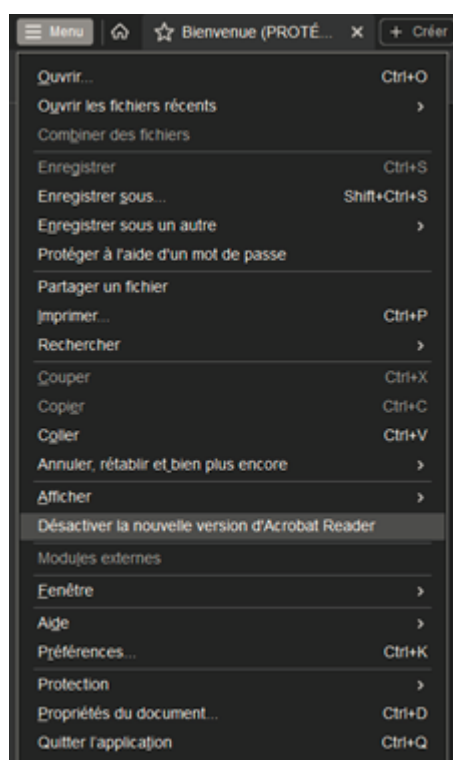 Menu Bienvenue (PROTÉ... × + Créer
Ouvrir... Ctrl+O
Ouvrir les fichiers récents >
Combiner des fichiers
Enregistrer Ctrl+S
Enregistrer sous... Shift+Ctrl+S
Enregistrer sous un autre >
Protéger à l'aide d'un mot de passe
Partager un fichier
Imprimer... Ctrl+P
Rechercher >
Couper Ctrl+X
Copier Ctrl+C
Coller Ctrl+V
Annuler, rétablir et bien plus encore >
Afficher >
Désactiver la nouvelle version d'Acrobat Reader
Modules externes
Fenêtre >
Aide >
Préférences... Ctrl+K
Protection >
Propriétés du document... Ctrl+D
Quitter l'application Ctrl+Q